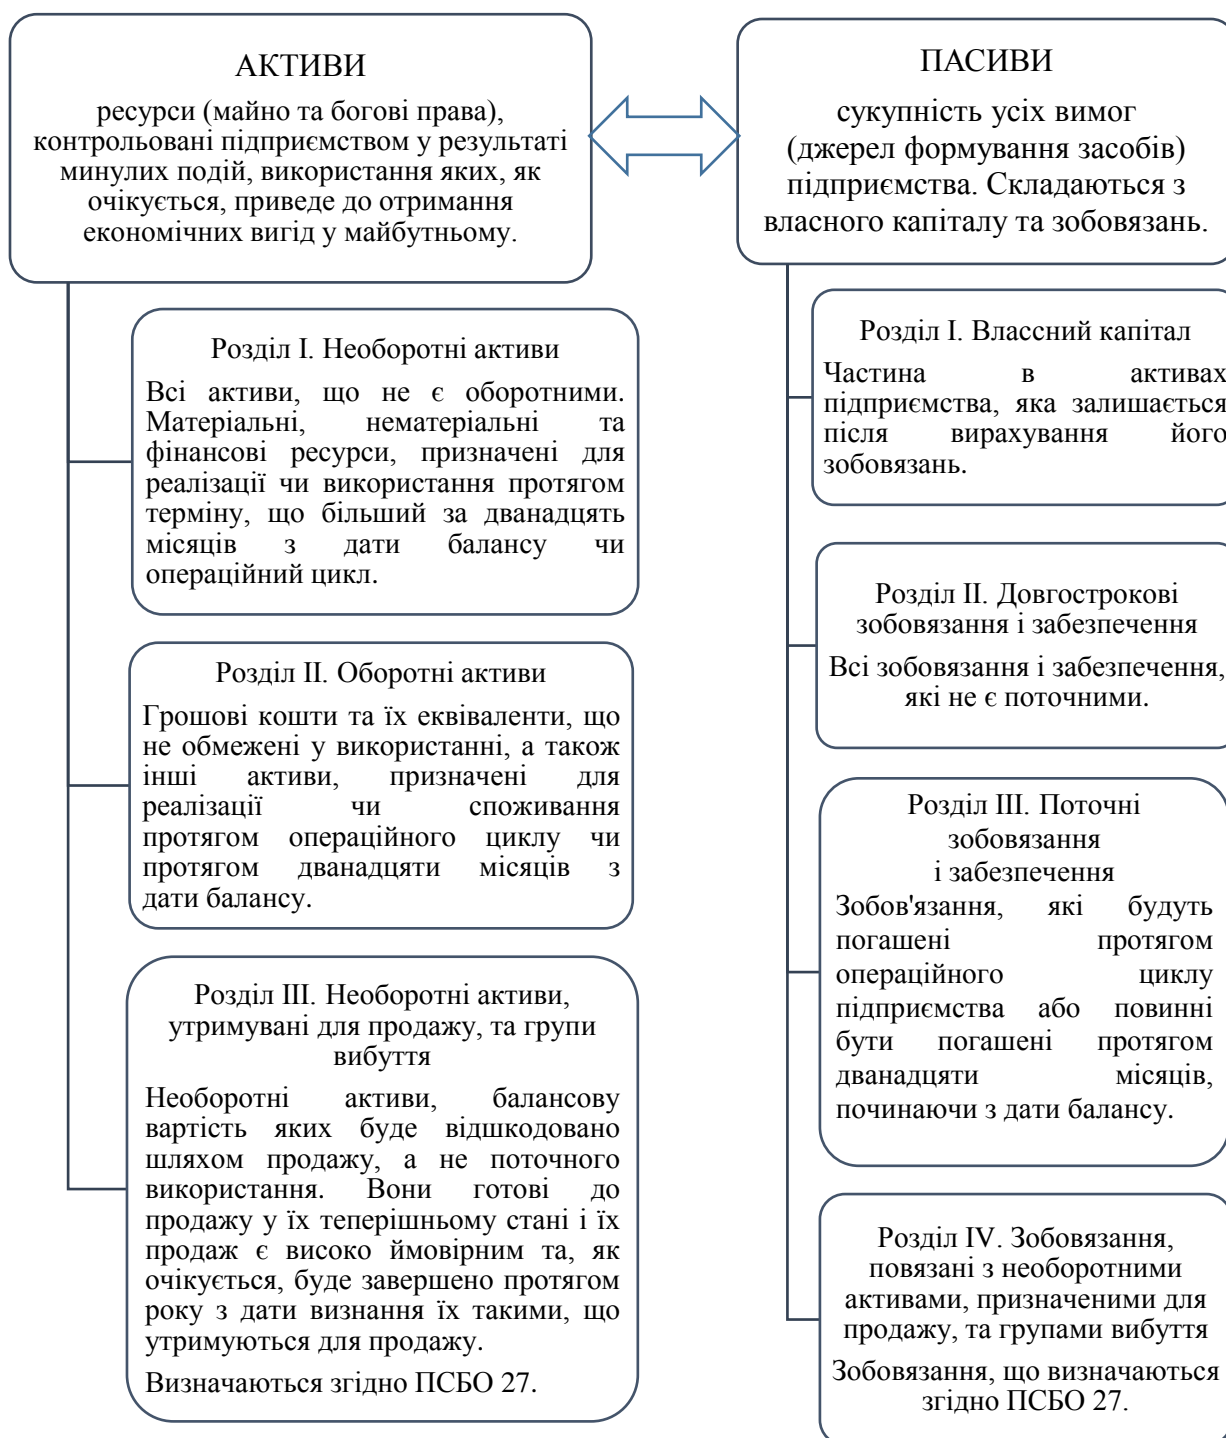 АКТИВИ
ресурси (майно та богові права),
контрольовані підприємством у результаті
минулих подій, використання яких, як
очікується, приведе до отримання
економічних вигід у майбутньому.
Розділ I. Необоротні активи
Всі активи, що не є оборотними.
Матеріальні, нематеріальні та
фінансові ресурси, призначені для
реалізації чи використання протягом
терміну, що більший за дванадцять
місяців з дати балансу чи
операційний цикл.
Розділ II. Оборотні активи
Грошові кошти та їх еквіваленти, що
не обмежені у використанні, а також
інші активи, призначені для
реалізації чи споживання
протягом операційного циклу чи
протягом дванадцяти місяців з
дати балансу.
Розділ III. Необоротні активи,
утримувані для продажу, та групи
вибуття
Необоротні активи, балансову
вартість яких буде відшкодовано
шляхом продажу, а не поточного
використання. Вони готові до
продажу у їх теперішньому стані і їх
продаж є високо ймовірним та, як
очікується, буде завершено протягом
року з дати визнання їх такими, що
утримуються для продажу.
Визначаються згідно ПСБО 27.
ПАСИВИ
сукупність усіх вимог
(джерел формування засобів)
підприємства. Складаються з
власного капіталу та зобовязань.
Розділ I. Влассний капітал
Частина в активах
підприємства, яка залишається
після вирахування його
зобовязань.
Розділ II. Довгострокові
зобовязання і забезпечення
Всі зобовязання і забезпечення,
які не є поточними.
Розділ III. Поточні
зобовязання
і забезпечення
Зобов'язання, які будуть
погашені протягом
операційного циклу
підприємства або повинні
бути погашені протягом
дванадцяти місяців,
починаючи з дати балансу.
Розділ IV. Зобовязання,
повязані з необоротними
активами, призначеними для
продажу, та групами вибуття
Зобовязання, що визначаються
згідно ПСБО 27.